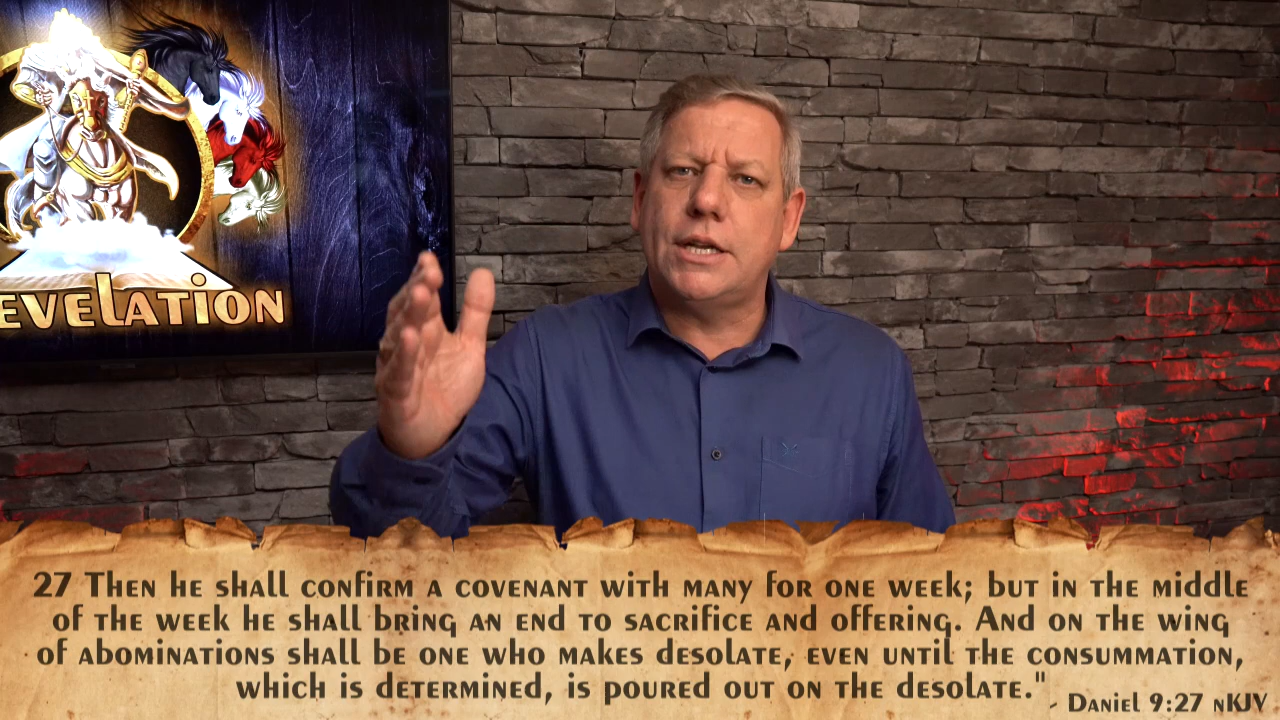 EVELATION
27 Then he shall confirm a covenant with many for one week; but in the middle
of the week he shall bring an end to sacrifice and offering. And on the wing
of abominations shall be one who makes desolate, even until the consummation,
which is determined, is poured out on the desolate."
- Daniel 9:27 NKJV